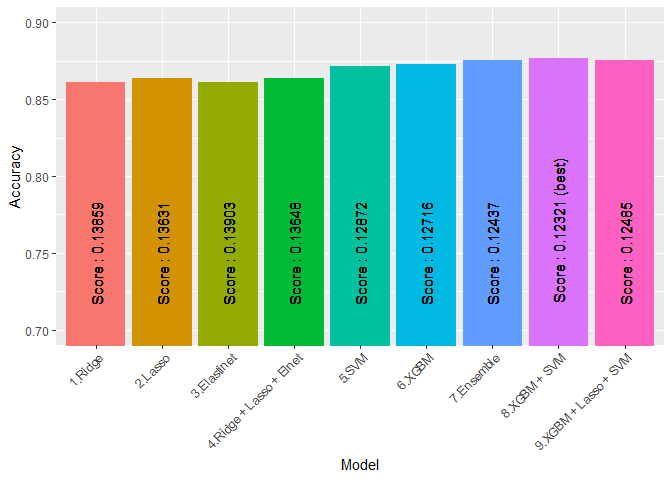 Accuracy
0.90
0.85
0.80
0.75
0.70
Score : 0.13859
Score : 0.13631
Score : 0.13903
Score : 0.13648
Score : 0.12872
Score : 0.12716
Score : 0.12437
Score : 0.12321 (best)
Score : 0.12485
1.Ridge
2.Lasso
3.Elastinet
4.Ridge + Lasso + Elnet
5.SVM
6.XGBM
7.Ensemble
8.XGBM + SVM
9.XGBM + Lasso + SVM
Model